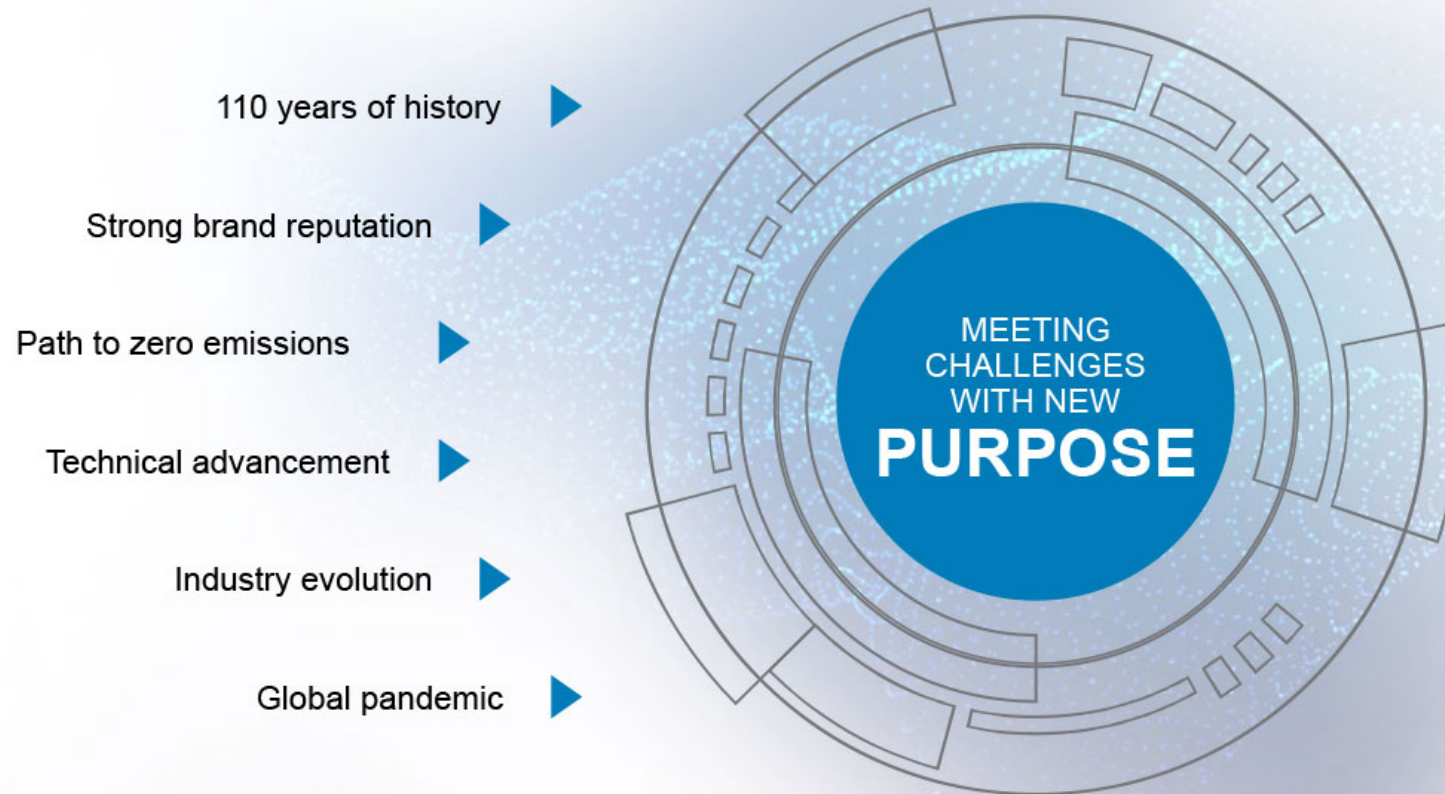 110 years of history
Strong brand reputation
Path to zero emissions
Technical advancement
Industry evolution
Global pandemic
MEETING
CHALLENGES
WITH NEW
PURPOSE